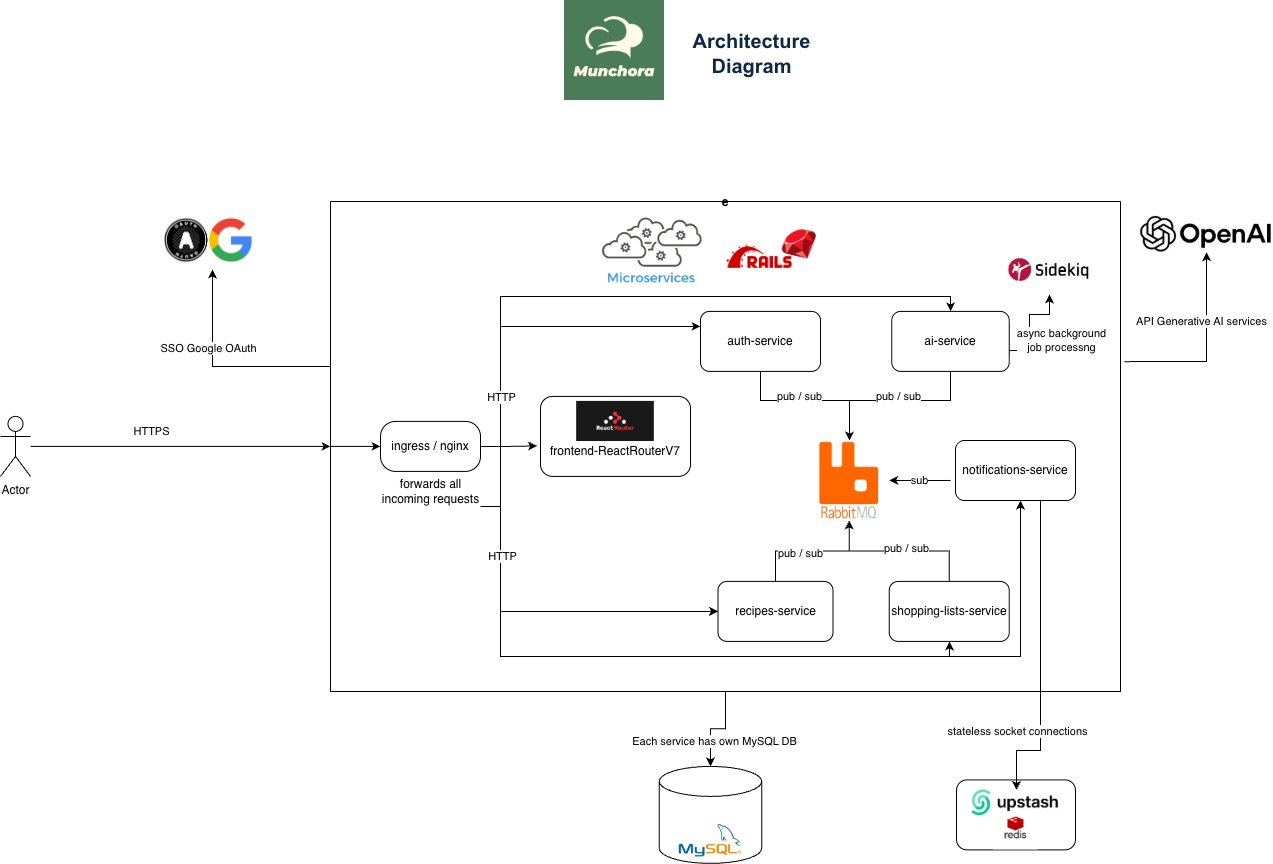 Munchora
Architecture
Diagram
e
OpenAI
Microservices
RAILS
Sidekiq
API Generative AI services
async background
job processng
auth-service
ai-service
SSO Google OAuth
HTTP
pub / sub
pub / sub
React Router
frontend-ReactRouterV7
HTTPS
ingress / nginx
forwards all
incoming requests
Actor
notifications-service
sub
RabbitMQ
HTTP
pub / sub
pub / sub
recipes-service
shopping-lists-service
stateless socket connections
Each service has own MySQL DB
upstash
redis
MySQL®